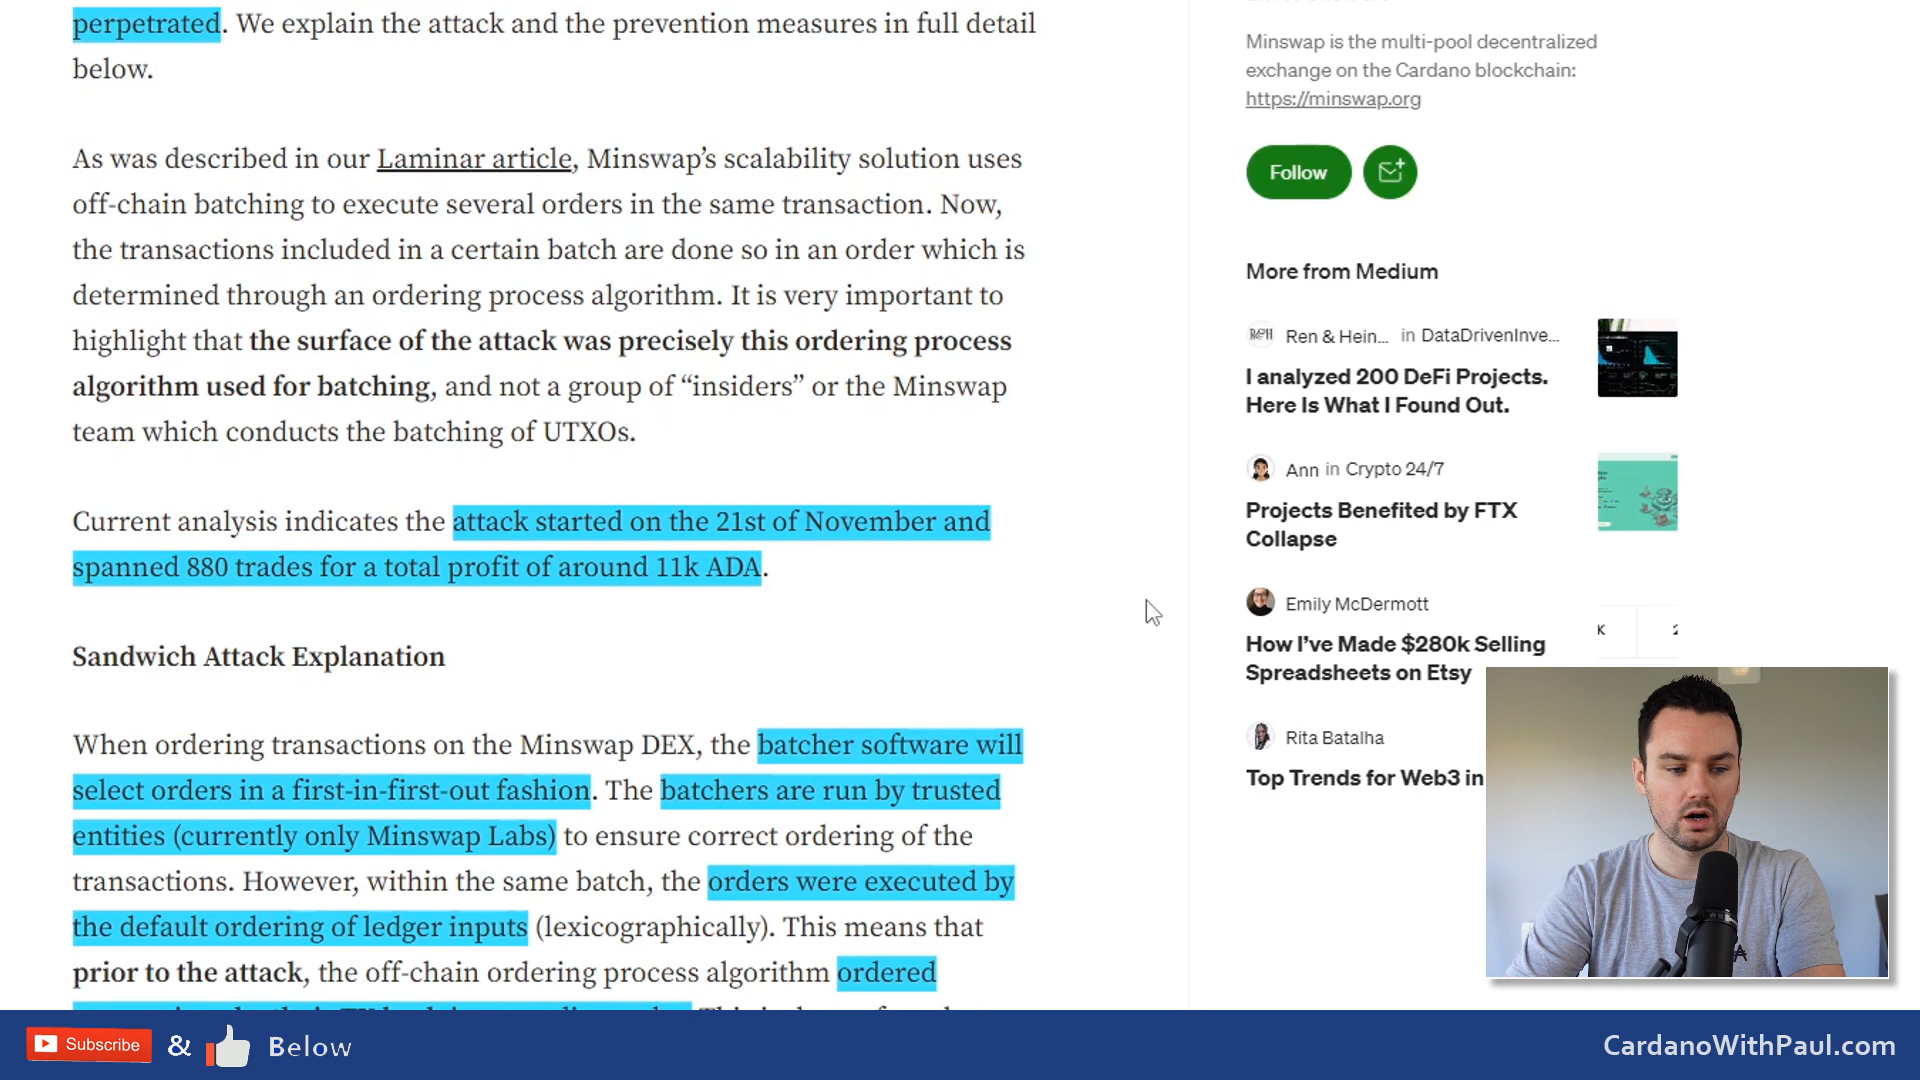 perpetrated. We explain the attack and the prevention measures in full detail
below.
As was described in our Laminar article, Minswap’s scalability solution uses
off-chain batching to execute several orders in the same transaction. Now,
the transactions included in a certain batch are done so in an order which is
determined through an ordering process algorithm. It is very important to
highlight that the surface of the attack was precisely this ordering process
algorithm used for batching, and not a group of “insiders” or the Minswap
team which conducts the batching of UTXOs.
Current analysis indicates the attack started on the 21st of November and
spanned 880 trades for a total profit of around 11k ADA.
Sandwich Attack Explanation
When ordering transactions on the Minswap DEX, the batcher software will
select orders in a first-in-first-out fashion. The batchers are run by trusted
entities (currently only Minswap Labs) to ensure correct ordering of the
transactions. However, within the same batch, the orders were executed by
the default ordering of ledger inputs (lexicographically). This means that
prior to the attack, the off-chain ordering process algorithm ordered
Minswap is the multi-pool decentralized
exchange on the Cardano blockchain:
https://minswap.org
Follow
More from Medium
Ren & Hein... in DataDrivenInve...
I analyzed 200 DeFi Projects.
Here Is What I Found Out.
Ann in Crypto 24/7
Projects Benefited by FTX
Collapse
Emily McDermott
How I’ve Made $280k Selling
Spreadsheets on Etsy
Rita Batalha
Top Trends for Web3 in
Subscribe & Below
CardanoWithPaul.com